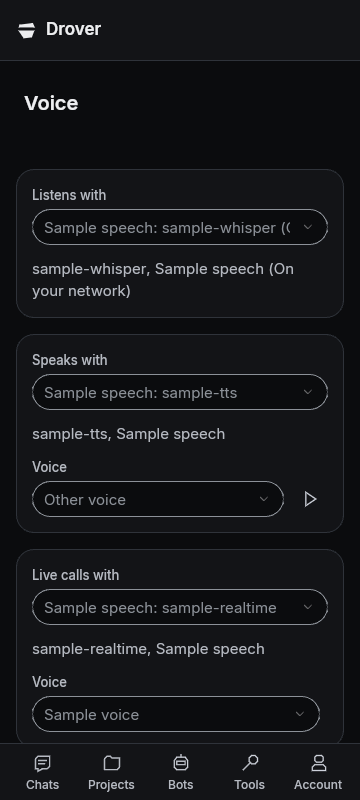 Drover
Voice
Listens with
Sample speech: sample-whisper (
sample-whisper, Sample speech (On
your network)
Speaks with
Sample speech: sample-tts
sample-tts, Sample speech
Voice
Other voice
Live calls with
Sample speech: sample-realtime
sample-realtime, Sample speech
Voice
Sample voice
Chats
Projects
Bots
Tools
Account